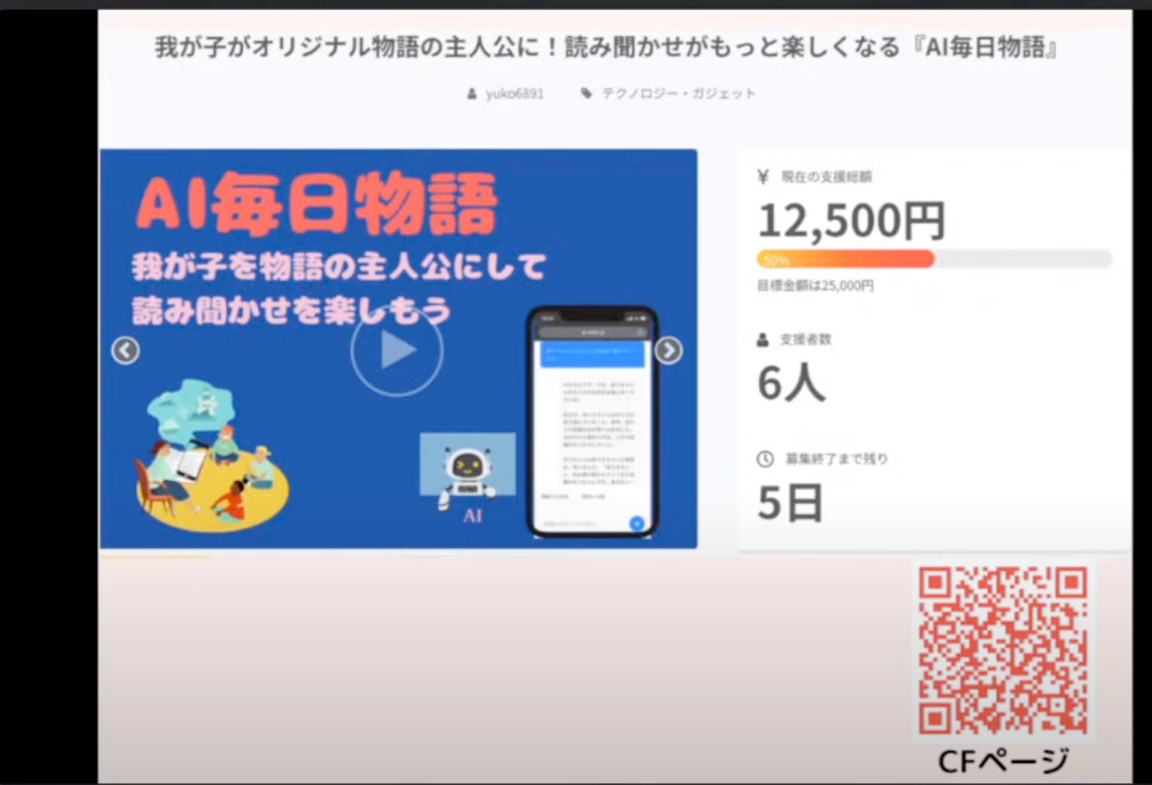 我が子がオリジナル物語の主人公に！読み聞かせがもっと楽しくなる『AI毎日物語』
yuko6891 テクノロジー・ガジェット
AI毎日物語
我が子を物語の主人公にして
読み聞かせを楽しもう
AI
¥ 現在の支援総額
12,500円
50%
目標金額は25,000円
支援者数
6人
募集終了まで残り
5日
CFページ